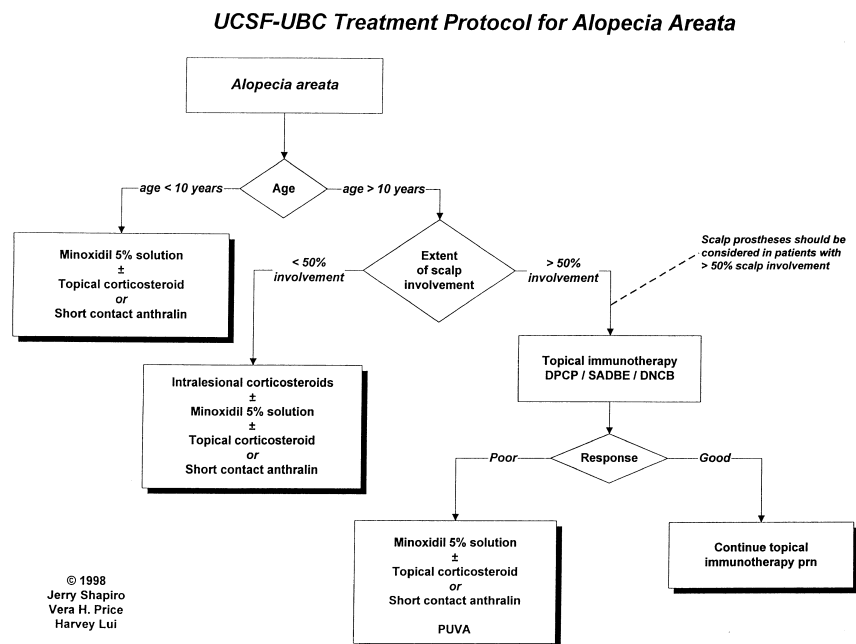 UCSF-UBC Treatment Protocol for Alopecia Areata
Alopecia areata
Age
age < 10 years
age > 10 years
Minoxidil 5% solution
±
Topical corticosteroid
or
Short contact anthralin
Extent
of scalp
involvement
< 50%
involvement
> 50%
involvement
Scalp prostheses should be
considered in patients with
> 50% scalp involvement
Intralesional corticosteroids
±
Minoxidil 5% solution
±
Topical corticosteroid
or
Short contact anthralin
Topical immunotherapy
DPCP / SADBE / DNCB
Response
Poor
Good
Minoxidil 5% solution
±
Topical corticosteroid
or
Short contact anthralin
PUVA
Continue topical
immunotherapy prn
© 1998
Jerry Shapiro
Vera H. Price
Harvey Lui